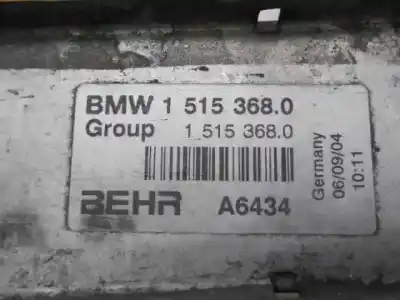 BMW 1 515 368.0
Group 1 515 368.0
BEHR A6434
Germany
06/09/04
10:11